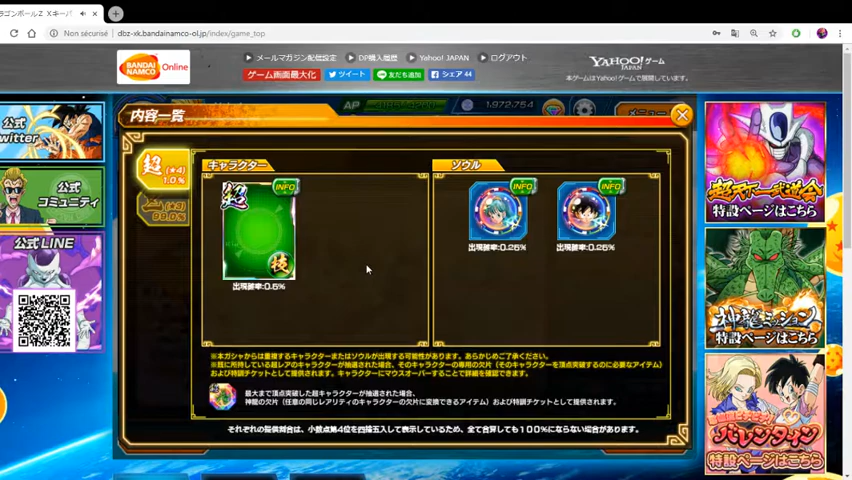 ラゴンボールZ Xキーパ
Non sécurisé | dbz-xk.bandainamco-ol.jp/index/game_top
BANDAI NAMCO Online
メールマガジン配信設定 DP購入履歴 Yahoo! JAPAN ログアウト
ゲーム画面最大化 ツイート 友だち追加 シェア 44
YAHOO! JAPAN ゲーム
本ゲームはYahoo!ゲームで展開しています。
公式
Twitter
公式
コミュニティ
公式LINE
AP
1,972,754
メニュー
内容一覧
超 (★4) 1.0%
99.0%
キャラクター
ソウル
超 INFO
技
出現確率:0.5%
INFO
出現確率:0.25%
INFO
出現確率:0.25%
※本ガシャからは重複するキャラクターまたはソウルが出現する可能性があります。あらかじめご了承ください。
※既に所持している超レアのキャラクターが抽選された場合、そのキャラクターの専用の欠片（そのキャラクターを頂点突破するのに必要なアイテム）
および特訓チケットとして提供されます。キャラクターにマウスオーバーすることで詳細を確認できます。
最大まで頂点突破した超キャラクターが抽選された場合、
神龍の欠片（任意の同じレアリティのキャラクターの欠片に変換できるアイテム）および特訓チケットとして提供されます。
それぞれの提供割合は、小数点第4位を四捨五入して表示しているため、全て合算しても100%にならない場合があります。
超天下一武道会
特設ページはこちら
神龍ミッション
特設ページはこちら
バレンタイン
特設ページはこちら